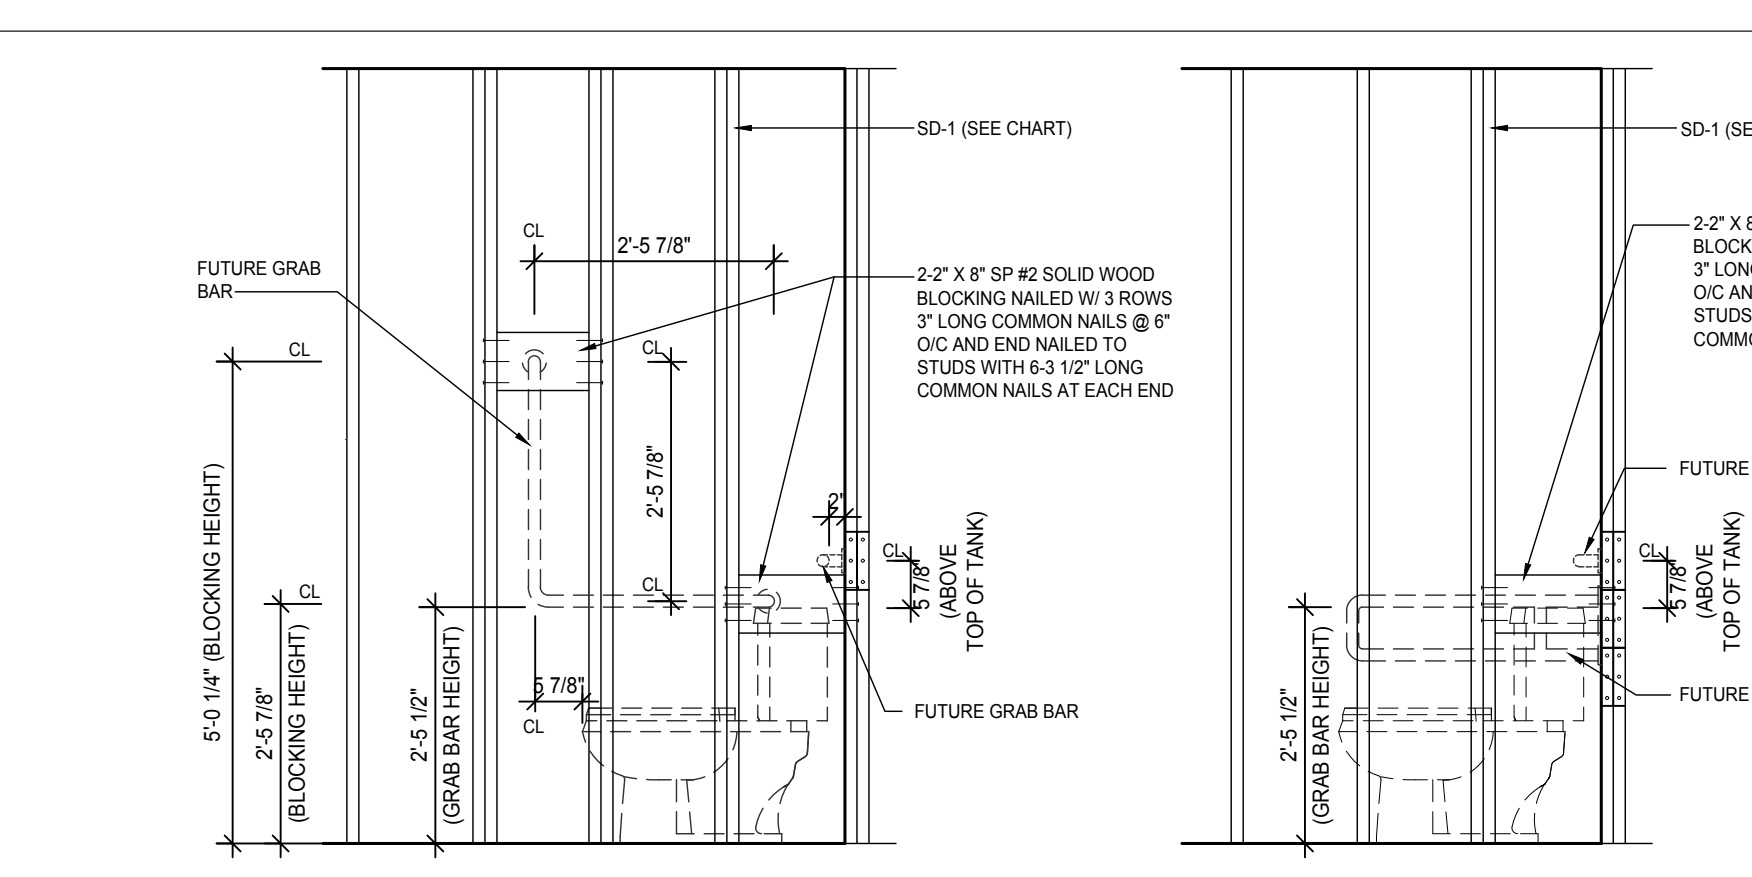 SD-1 (SEE CHART)
CL
2'-5 7/8"
FUTURE GRAB
BAR
2-2" X 8" SP #2 SOLID WOOD
BLOCKING NAILED W/ 3 ROWS
3" LONG COMMON NAILS @ 6"
O/C AND END NAILED TO
STUDS WITH 6-3 1/2" LONG
COMMON NAILS AT EACH END
CL
CL
2'-5 7/8"
2"
CL
5 7/8"
(ABOVE
TOP OF TANK)
CL
CL
5'-0 1/4" (BLOCKING HEIGHT)
2'-5 7/8"
(BLOCKING HEIGHT)
2'-5 1/2"
(GRAB BAR HEIGHT)
5 7/8"
CL
FUTURE GRAB BAR
SD-1 (SE
2-2" X 8
BLOCK
3" LONG
O/C AN
STUDS
COMMO
FUTURE
CL
5 7/8"
(ABOVE
TOP OF TANK)
FUTURE
2'-5 1/2"
(GRAB BAR HEIGHT)